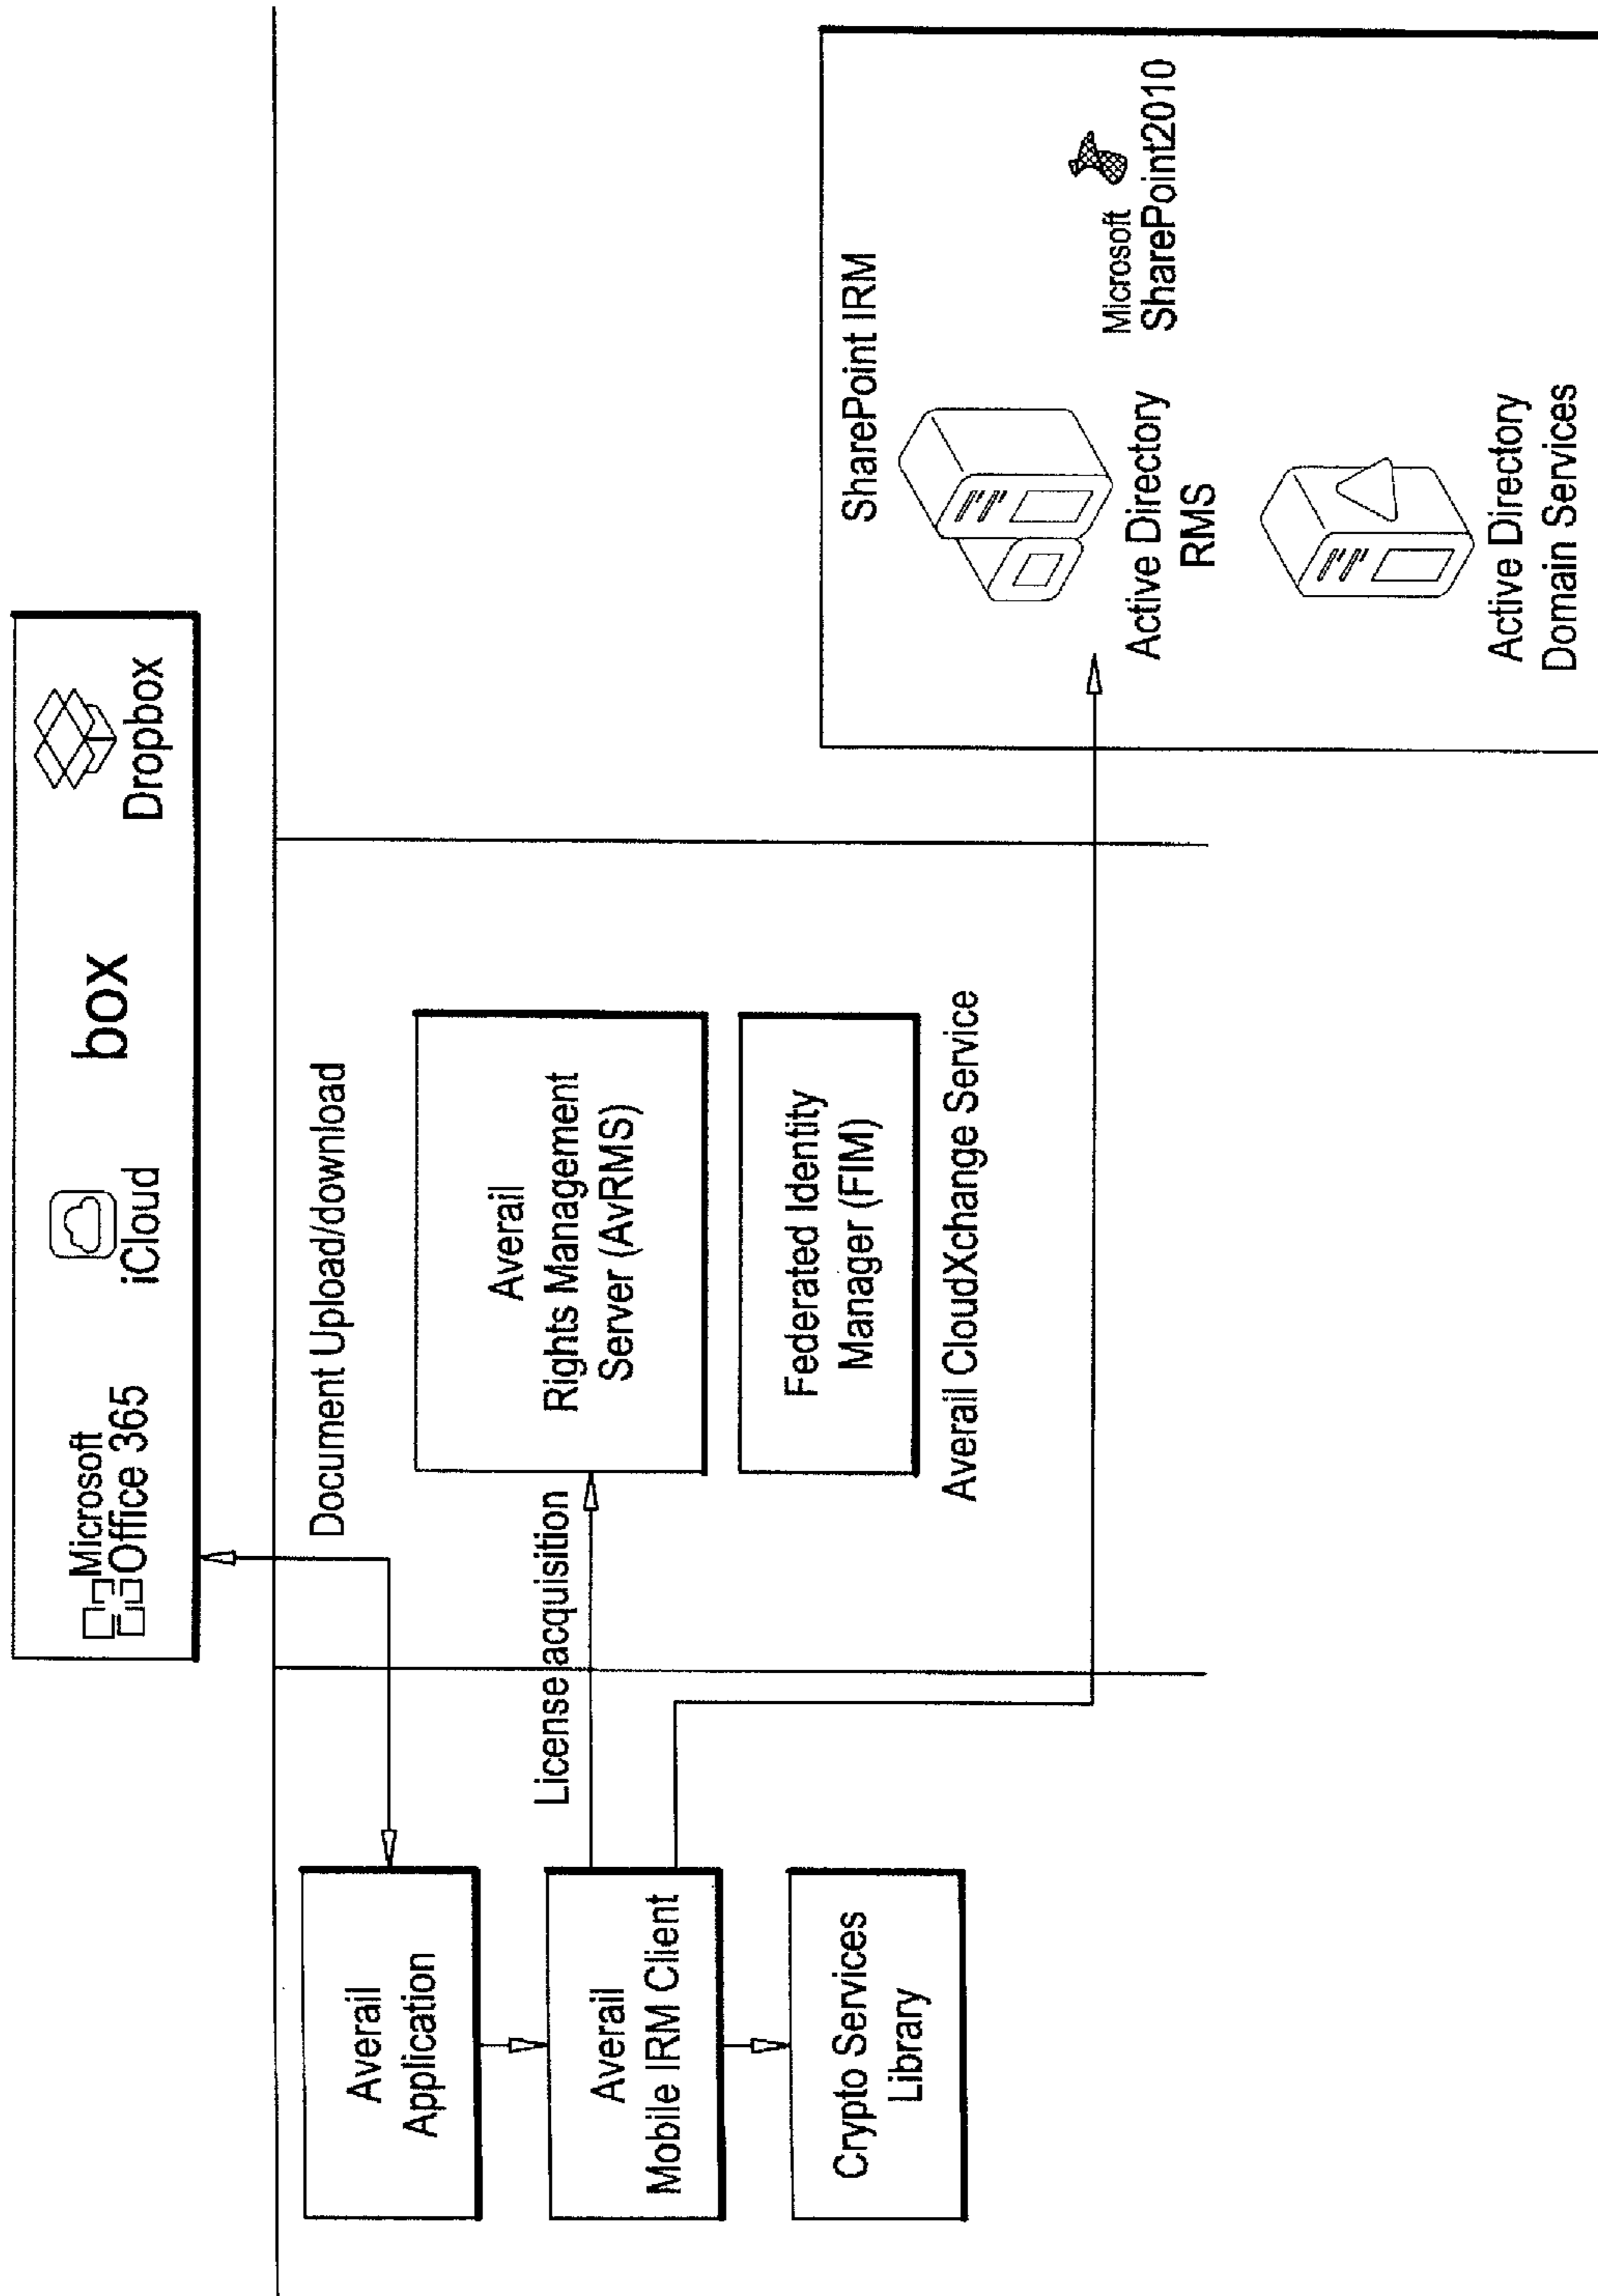 Microsoft
Office 365
iCloud
box
Dropbox
Document Upload/download
Averail
Application
License acquisition
Averail
Rights Management
Server (AvRMS)
Averail
Mobile IRM Client
Federated Identity
Manager (FIM)
Crypto Services
Library
Averail CloudXchange Service
SharePoint IRM
Active Directory
RMS
Microsoft
SharePoint2010
Active Directory
Domain Services